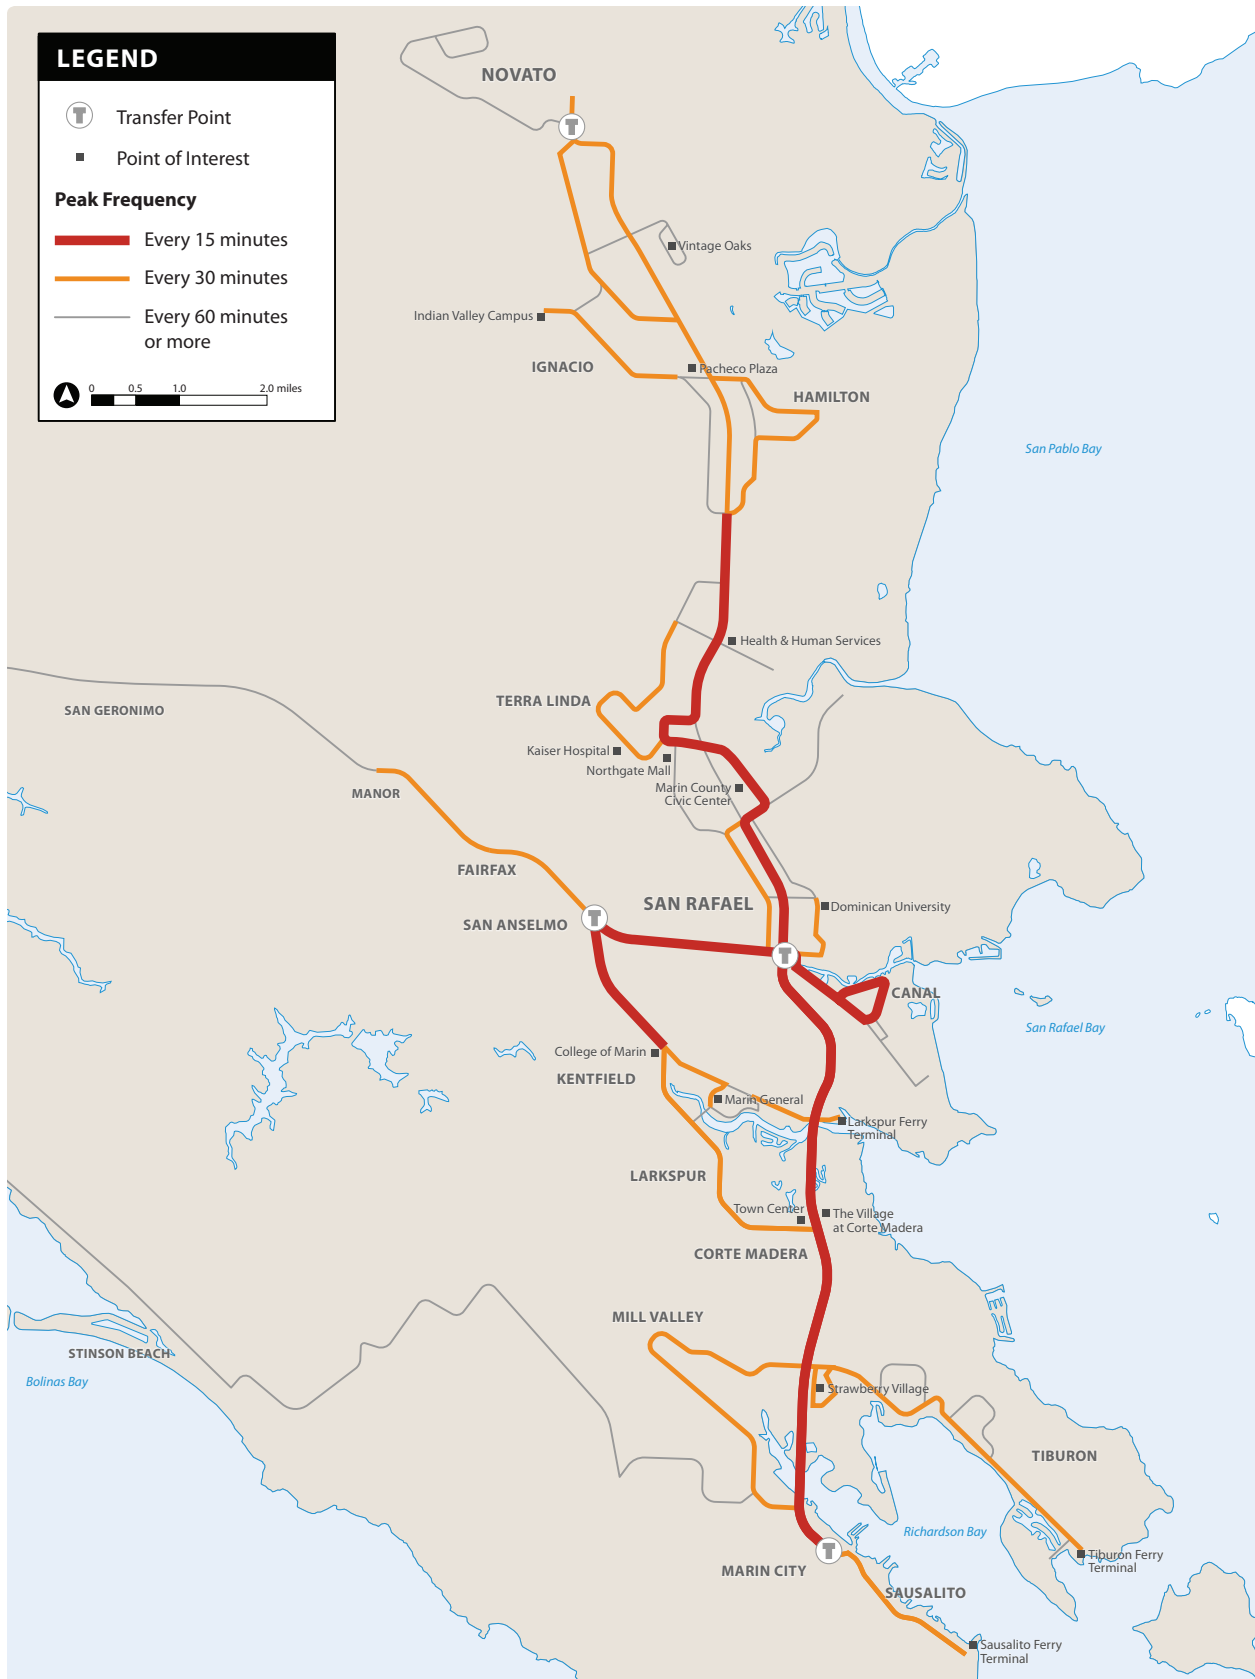 LEGEND
T Transfer Point
Point of Interest
Peak Frequency
Every 15 minutes
Every 30 minutes
Every 60 minutes
or more
0 0.5 1.0 2.0 miles
NOVATO
T
Vintage Oaks
Indian Valley Campus
IGNACIO
Pacheco Plaza
HAMILTON
San Pablo Bay
Health & Human Services
TERRA LINDA
SAN GERONIMO
Kaiser Hospital
Northgate Mall
Marin County
Civic Center
MANOR
FAIRFAX
SAN RAFAEL
Dominican University
SAN ANSELMO
T
T
CANAL
San Rafael Bay
College of Marin
KENTFIELD
Marin General
Larkspur Ferry
Terminal
LARKSPUR
Town Center
The Village
at Corte Madera
CORTE MADERA
MILL VALLEY
STINSON BEACH
Bolinas Bay
Strawberry Village
TIBURON
Richardson Bay
T
Tiburon Ferry
Terminal
MARIN CITY
SAUSALITO
Sausalito Ferry
Terminal